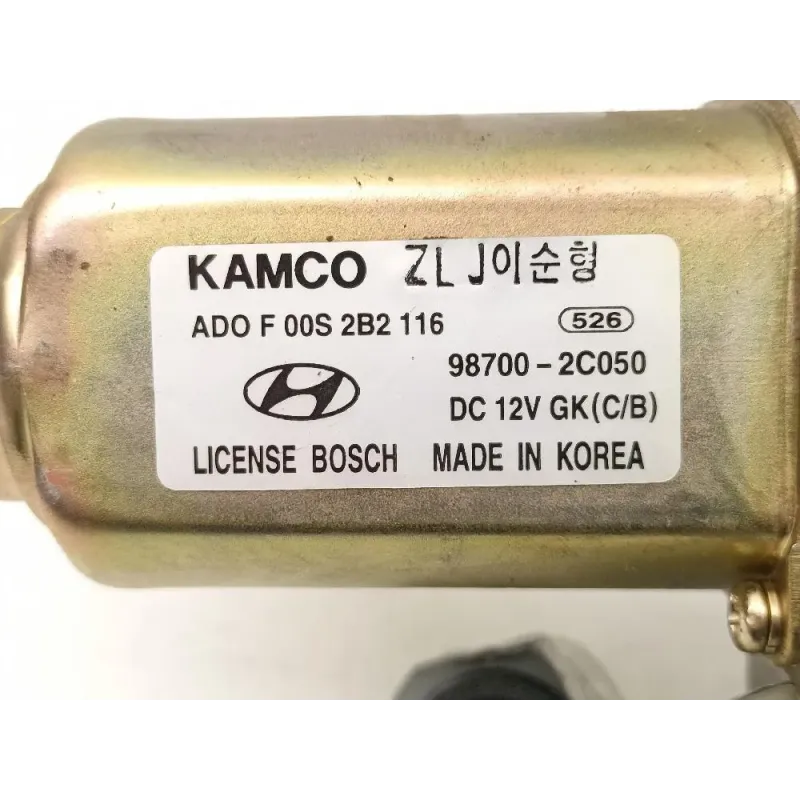 KAMCO ZL J이순형
ADO F 00S 2B2 116 526
98700-2C050
DC 12V GK(C/B)
LICENSE BOSCH MADE IN KOREA